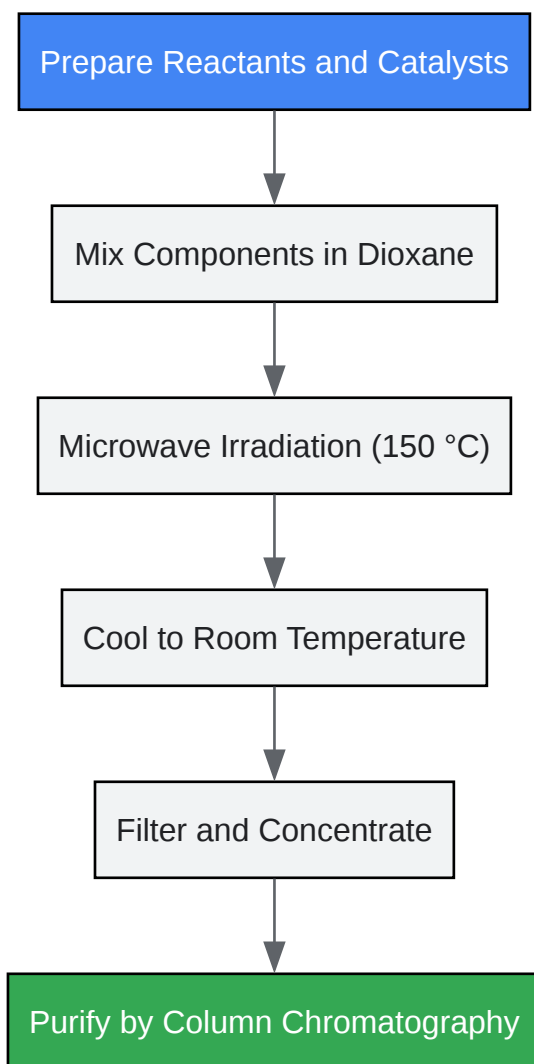 Prepare Reactants and Catalysts
Mix Components in Dioxane
Microwave Irradiation (150 °C)
Cool to Room Temperature
Filter and Concentrate
Purify by Column Chromatography